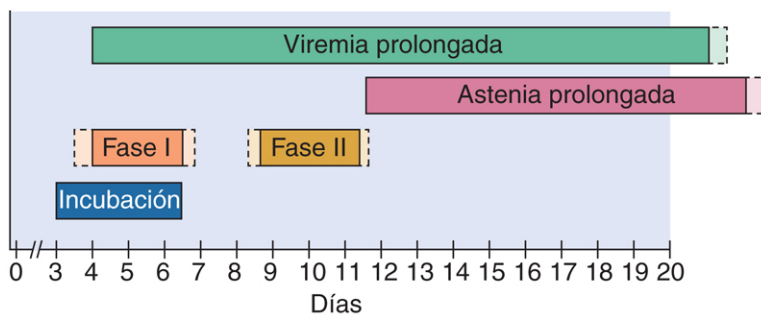 Viremia prolongada
Astenia prolongada
Fase I Fase II
Incubación
0 3 4 5 6 7 8 9 10 11 12 13 14 15 16 17 18 19 20
Días